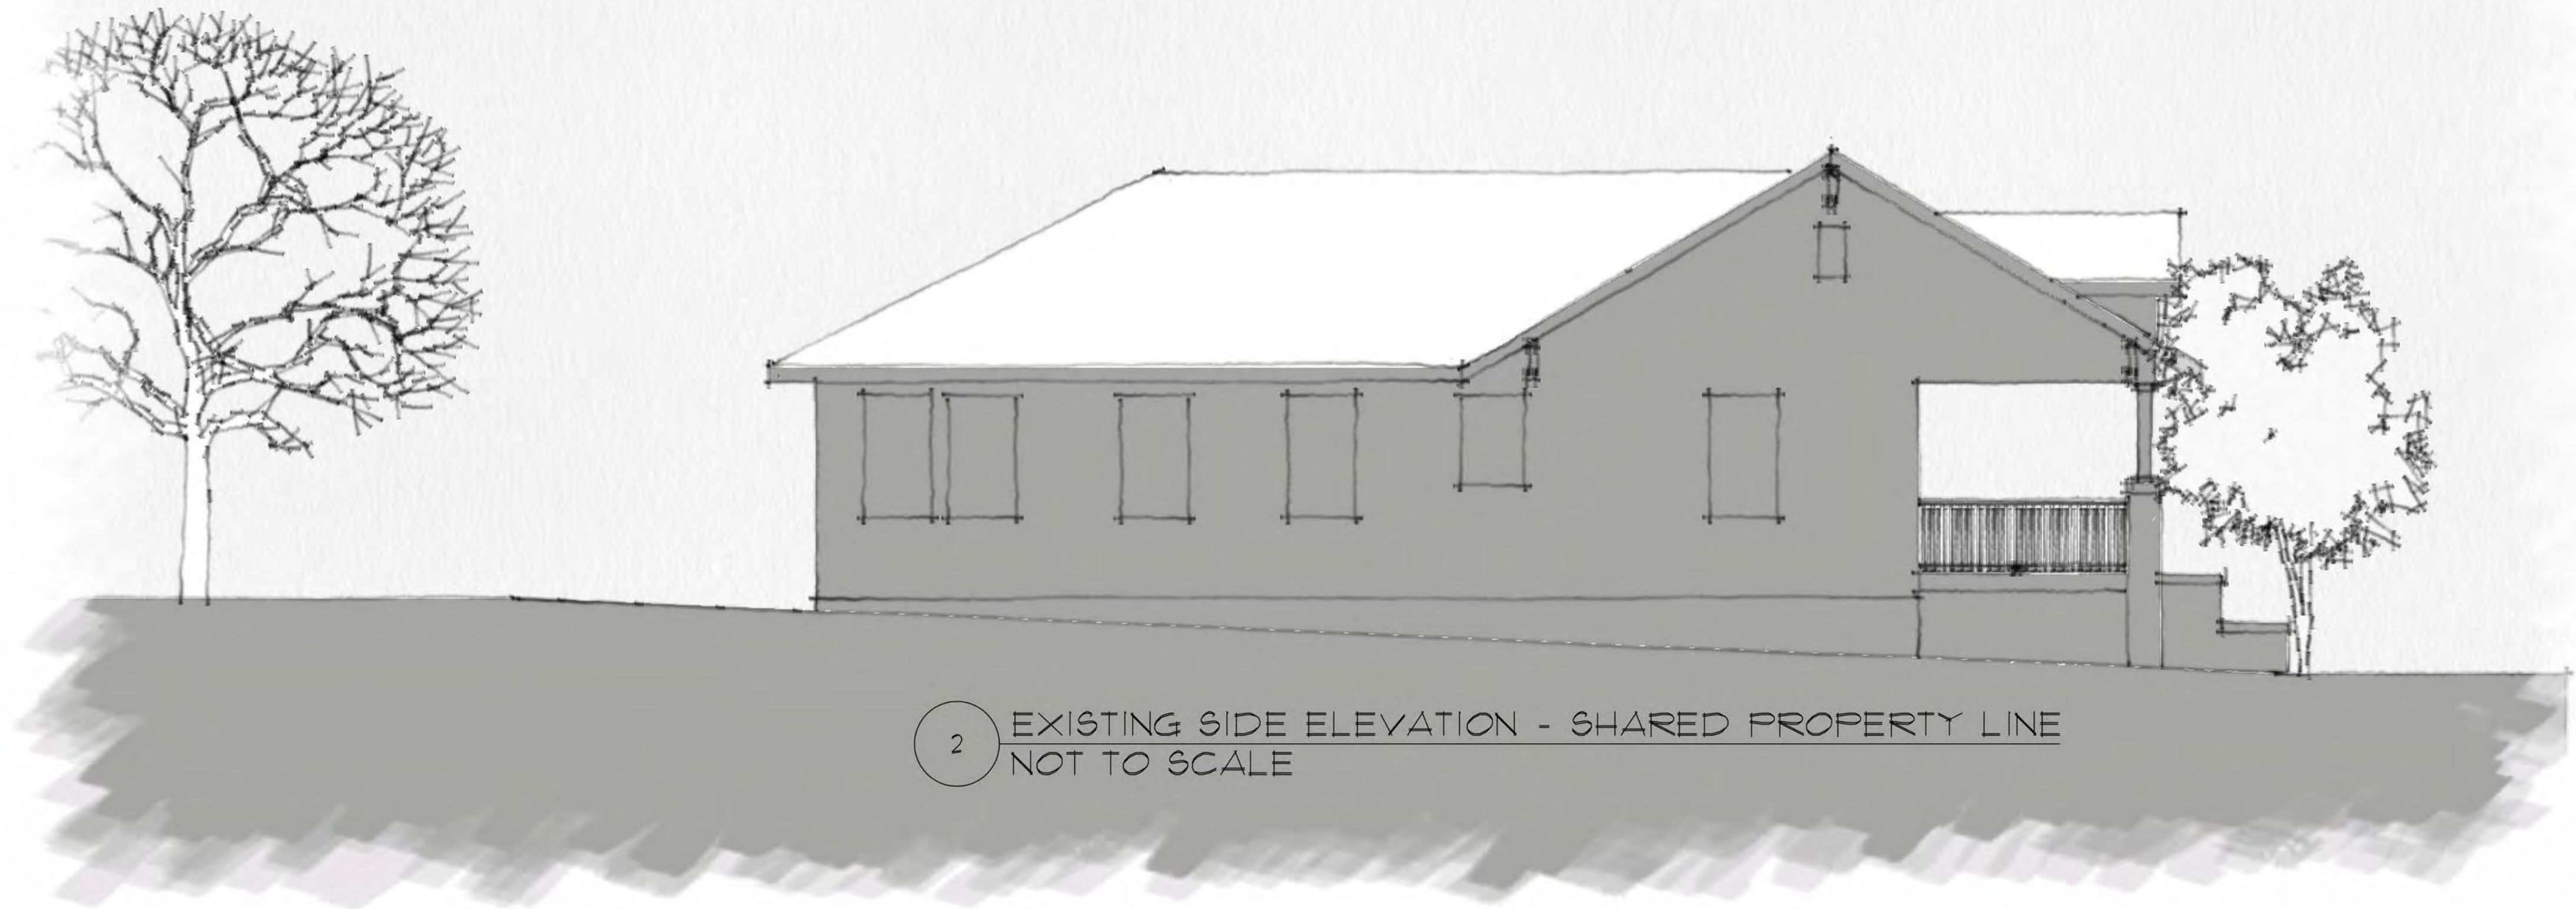 2
EXISTING SIDE ELEVATION - SHARED PROPERTY LINE
NOT TO SCALE